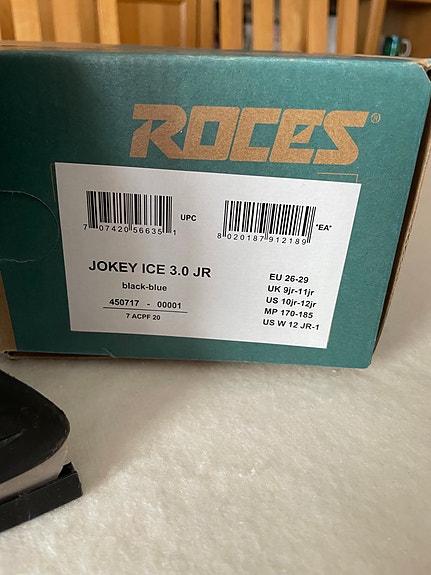 ROCES®
7 07420 56635 1 UPC
8 020187 912189 "EA"
JOKEY ICE 3.0 JR
black-blue
450717 - 00001
7 ACPF 20
EU 26-29
UK 9jr-11jr
US 10jr-12jr
MP 170-185
US W 12 JR-1